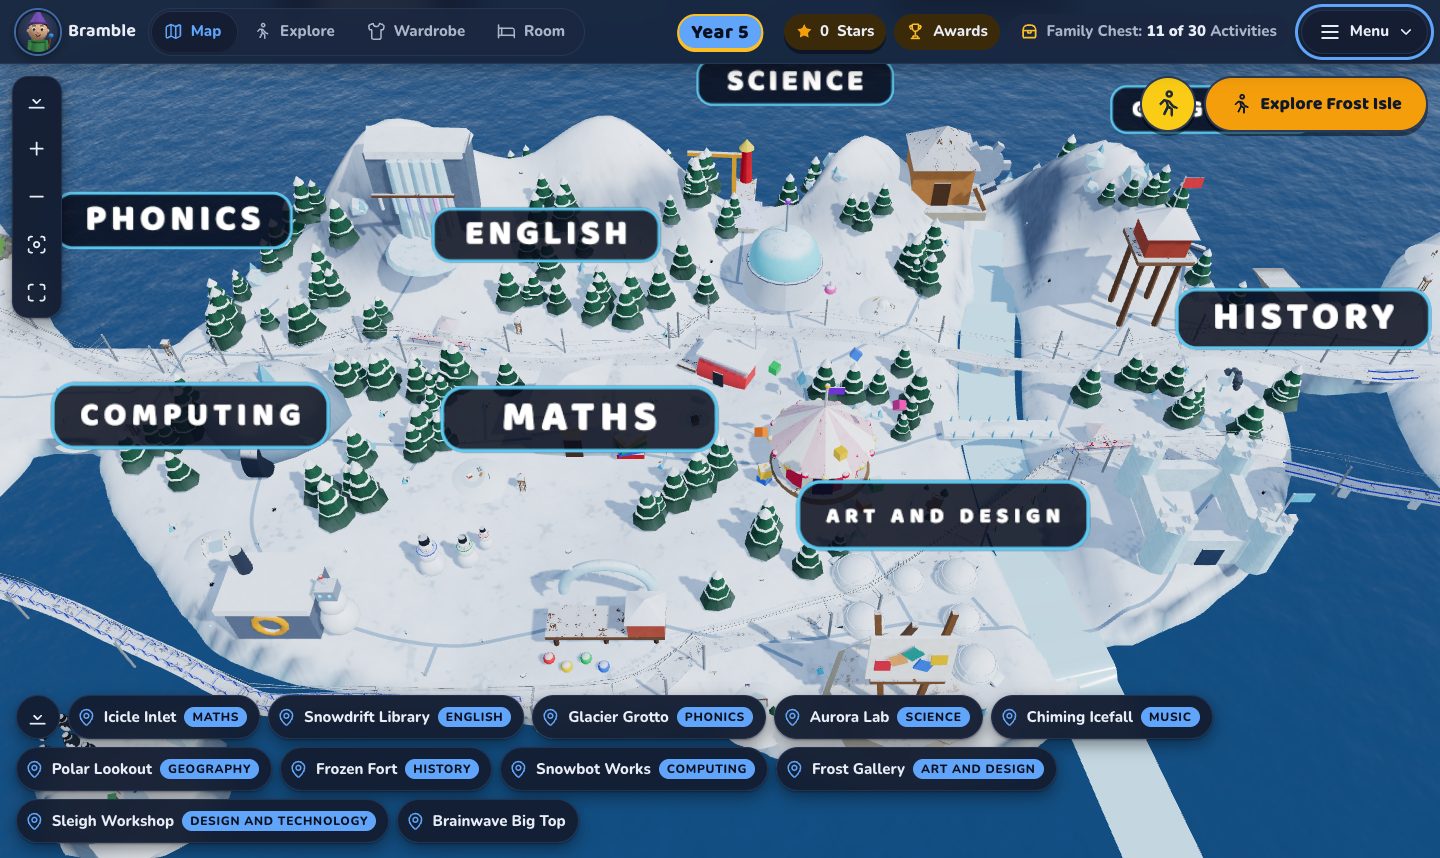 Bramble
Map
Explore
Wardrobe
Room
Year 5
0 Stars
Awards
Family Chest: 11 of 30 Activities
Menu
SCIENCE
Explore Frost Isle
PHONICS
ENGLISH
HISTORY
COMPUTING
MATHS
ART AND DESIGN
Icicle Inlet MATHS
Snowdrift Library ENGLISH
Glacier Grotto PHONICS
Aurora Lab SCIENCE
Chiming Icefall MUSIC
Polar Lookout GEOGRAPHY
Frozen Fort HISTORY
Snowbot Works COMPUTING
Frost Gallery ART AND DESIGN
Sleigh Workshop DESIGN AND TECHNOLOGY
Brainwave Big Top